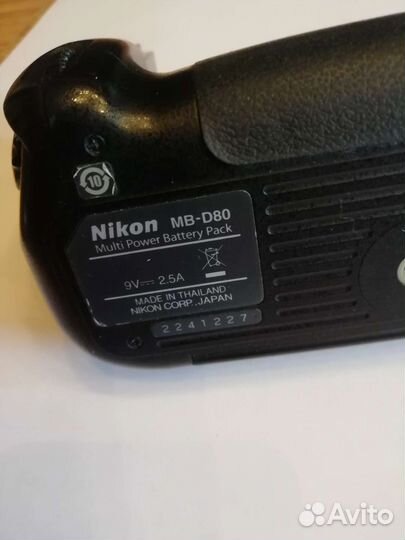 10
Nikon MB-D80
Multi Power Battery Pack
9V⎓ 2.5A
MADE IN THAILAND
NIKON CORP. JAPAN
2241227
Avito